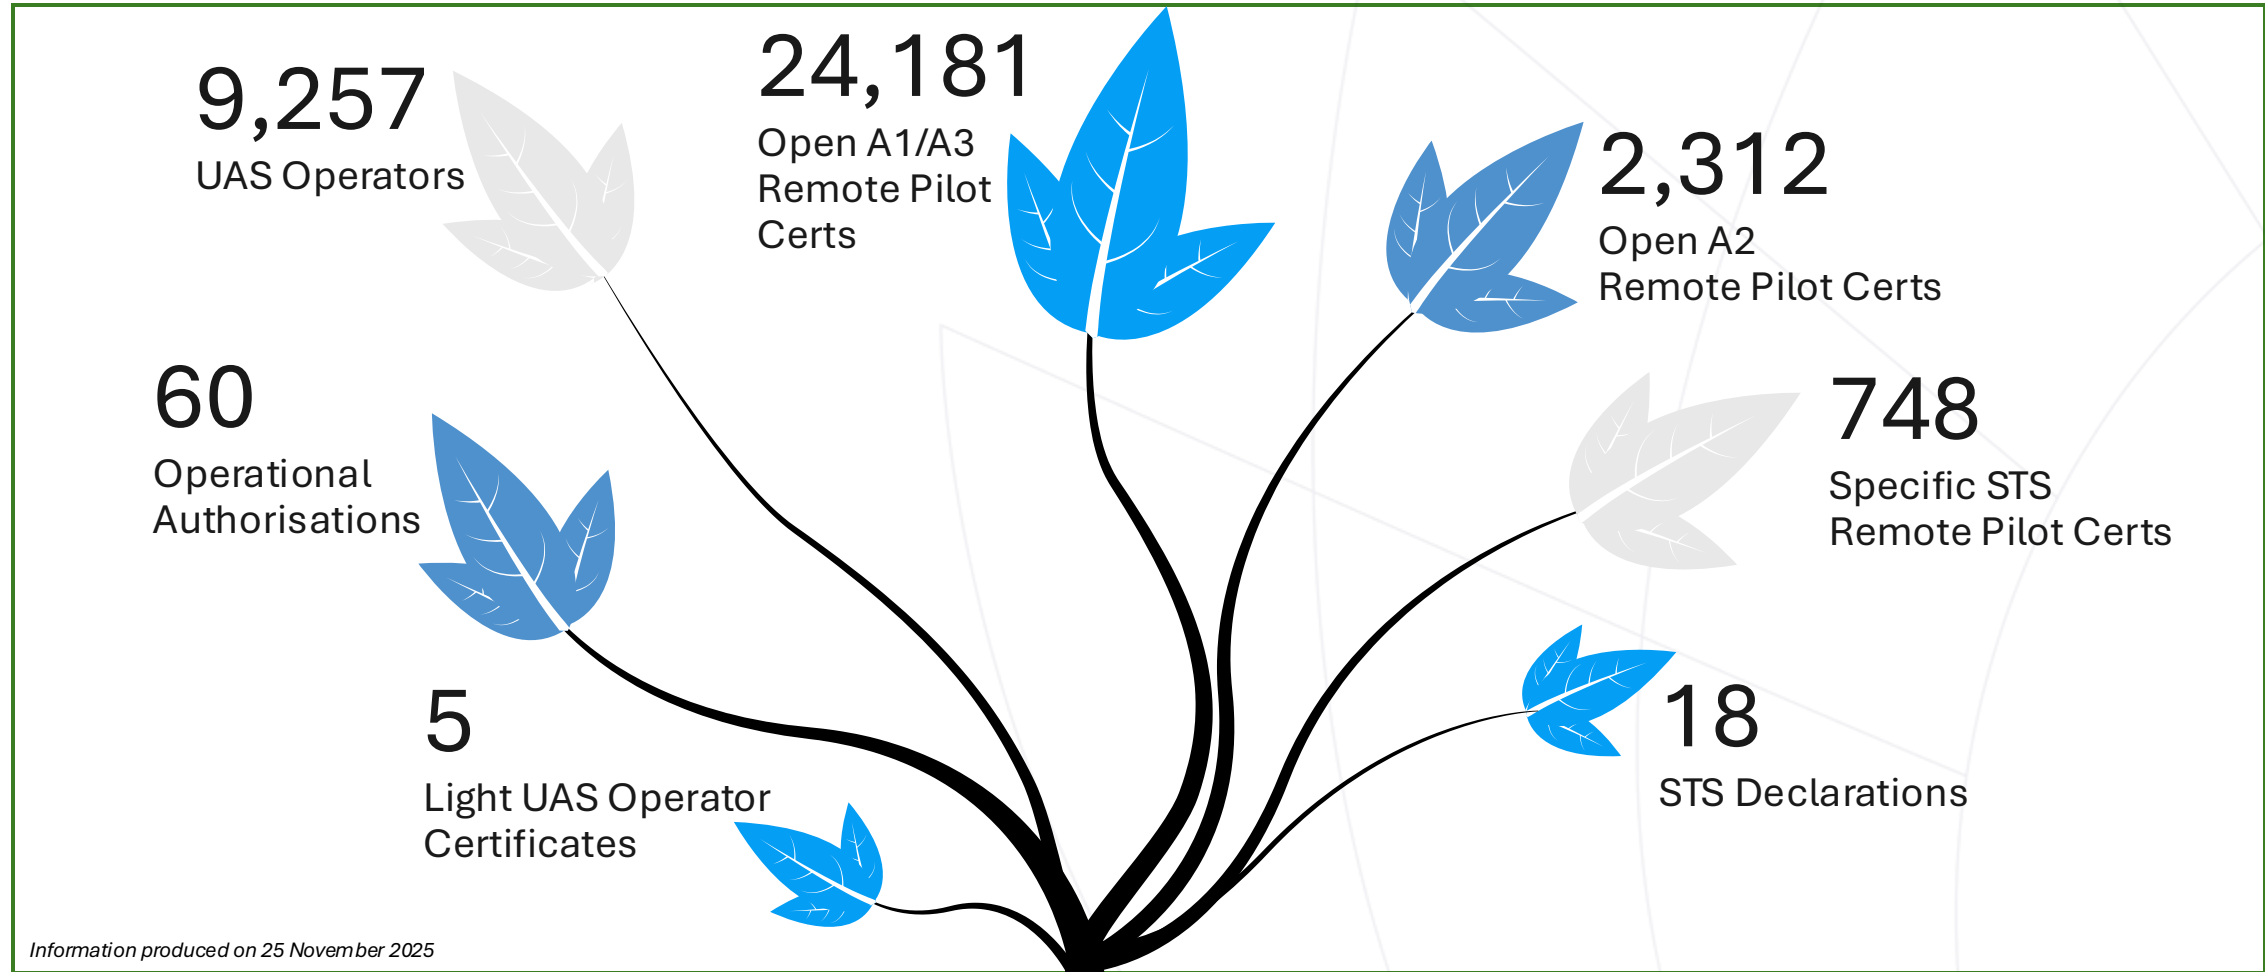 9,257
UAS Operators
24,181
Open A1/A3
Remote Pilot
Certs
2,312
Open A2
Remote Pilot Certs
60
Operational
Authorisations
748
Specific STS
Remote Pilot Certs
5
Light UAS Operator
Certificates
18
STS Declarations
Information produced on 25 November 2025